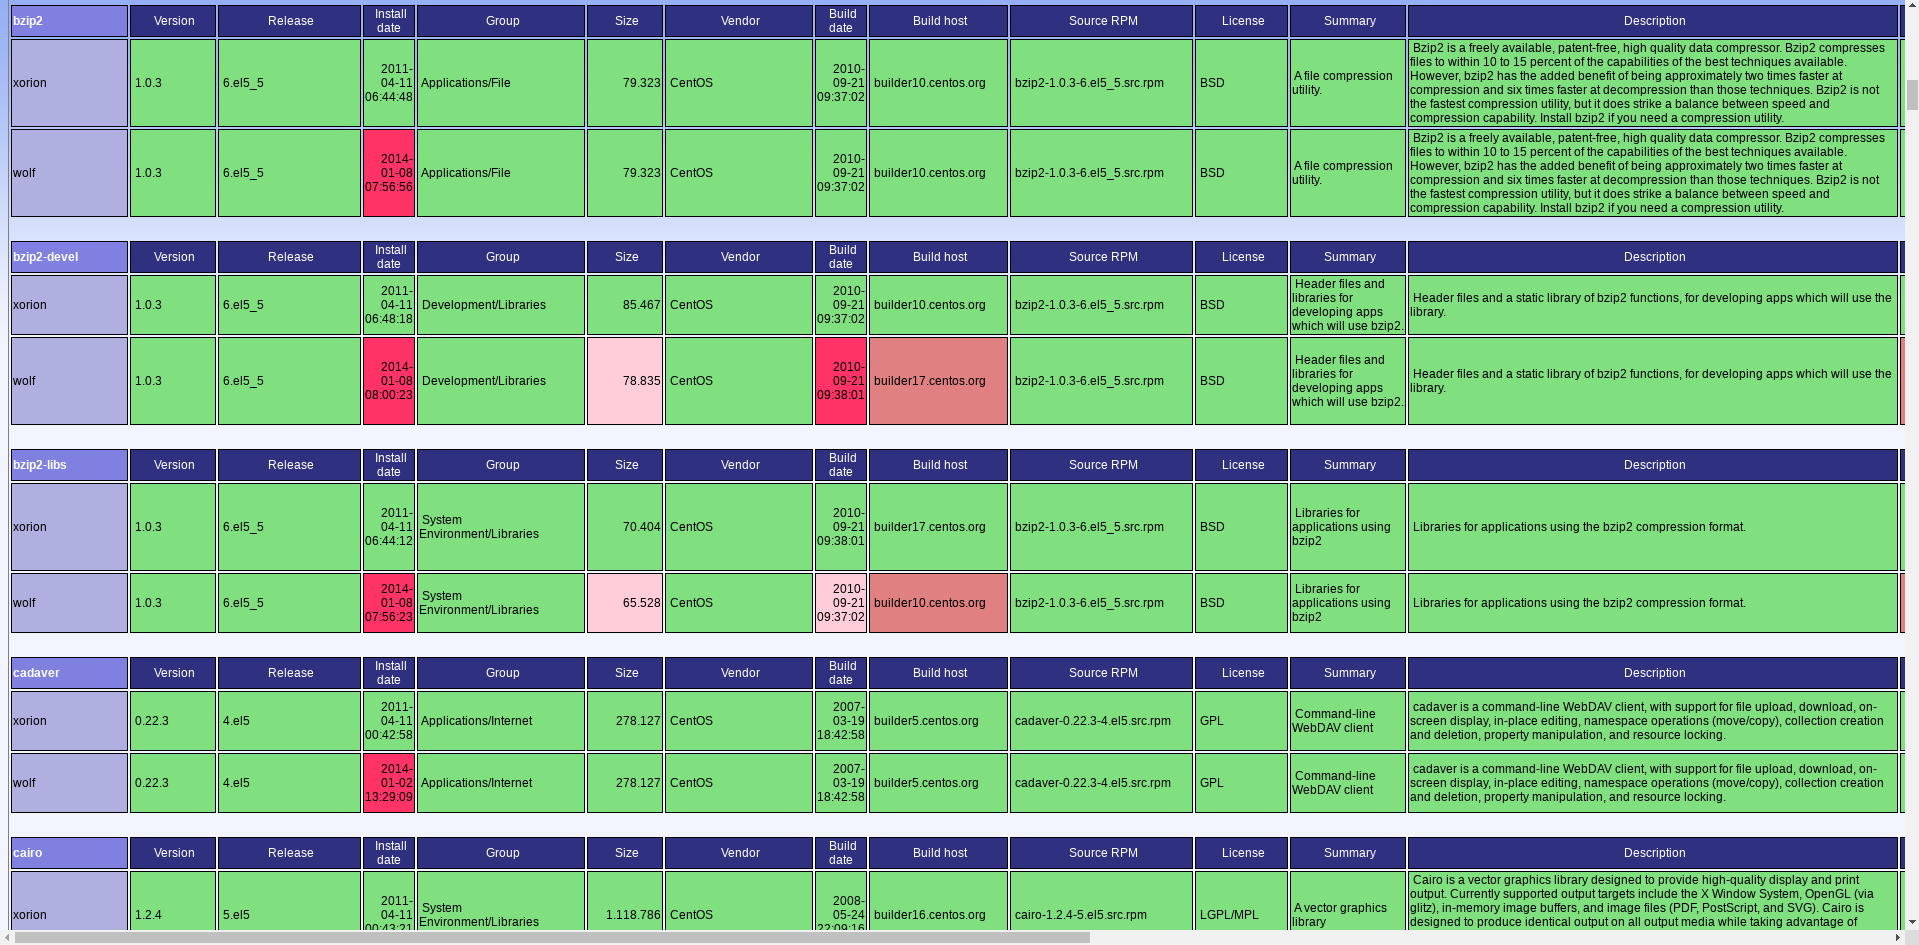 bzip2 Version Release Install date Group Size Vendor Build date Build host Source RPM License Summary Description
xorion 1.0.3 6.el5_5 2011-04-11 06:44:48 Applications/File 79.323 CentOS 2010-09-21 09:37:02 builder10.centos.org bzip2-1.0.3-6.el5_5.src.rpm BSD A file compression utility. Bzip2 is a freely available, patent-free, high quality data compressor. Bzip2 compresses files to within 10 to 15 percent of the capabilities of the best techniques available. However, bzip2 has the added benefit of being approximately two times faster at compression and six times faster at decompression than those techniques. Bzip2 is not the fastest compression utility, but it does strike a balance between speed and compression capability. Install bzip2 if you need a compression utility.
wolf 1.0.3 6.el5_5 2014-01-08 07:56:56 Applications/File 79.323 CentOS 2010-09-21 09:37:02 builder10.centos.org bzip2-1.0.3-6.el5_5.src.rpm BSD A file compression utility. Bzip2 is a freely available, patent-free, high quality data compressor. Bzip2 compresses files to within 10 to 15 percent of the capabilities of the best techniques available. However, bzip2 has the added benefit of being approximately two times faster at compression and six times faster at decompression than those techniques. Bzip2 is not the fastest compression utility, but it does strike a balance between speed and compression capability. Install bzip2 if you need a compression utility.
bzip2-devel Version Release Install date Group Size Vendor Build date Build host Source RPM License Summary Description
xorion 1.0.3 6.el5_5 2011-04-11 06:48:18 Development/Libraries 85.467 CentOS 2010-09-21 09:37:02 builder10.centos.org bzip2-1.0.3-6.el5_5.src.rpm BSD Header files and libraries for developing apps which will use bzip2. Header files and a static library of bzip2 functions, for developing apps which will use the library.
wolf 1.0.3 6.el5_5 2014-01-08 08:00:23 Development/Libraries 78.835 CentOS 2010-09-21 09:38:01 builder17.centos.org bzip2-1.0.3-6.el5_5.src.rpm BSD Header files and libraries for developing apps which will use bzip2. Header files and a static library of bzip2 functions, for developing apps which will use the library.
bzip2-libs Version Release Install date Group Size Vendor Build date Build host Source RPM License Summary Description
xorion 1.0.3 6.el5_5 2011-04-11 06:44:12 System Environment/Libraries 70.404 CentOS 2010-09-21 09:38:01 builder17.centos.org bzip2-1.0.3-6.el5_5.src.rpm BSD Libraries for applications using bzip2 Libraries for applications using the bzip2 compression format.
wolf 1.0.3 6.el5_5 2014-01-08 07:56:23 System Environment/Libraries 65.528 CentOS 2010-09-21 09:37:02 builder10.centos.org bzip2-1.0.3-6.el5_5.src.rpm BSD Libraries for applications using bzip2 Libraries for applications using the bzip2 compression format.
cadaver Version Release Install date Group Size Vendor Build date Build host Source RPM License Summary Description
xorion 0.22.3 4.el5 2011-04-11 00:42:58 Applications/Internet 278.127 CentOS 2007-03-19 18:42:58 builder5.centos.org cadaver-0.22.3-4.el5.src.rpm GPL Command-line WebDAV client cadaver is a command-line WebDAV client, with support for file upload, download, on-screen display, in-place editing, namespace operations (move/copy), collection creation and deletion, property manipulation, and resource locking.
wolf 0.22.3 4.el5 2014-01-02 13:29:09 Applications/Internet 278.127 CentOS 2007-03-19 18:42:58 builder5.centos.org cadaver-0.22.3-4.el5.src.rpm GPL Command-line WebDAV client cadaver is a command-line WebDAV client, with support for file upload, download, on-screen display, in-place editing, namespace operations (move/copy), collection creation and deletion, property manipulation, and resource locking.
cairo Version Release Install date Group Size Vendor Build date Build host Source RPM License Summary Description
xorion 1.2.4 5.el5 2011-04-11 00:43:21 System Environment/Libraries 1.118.786 CentOS 2008-05-24 22:09:16 builder16.centos.org cairo-1.2.4-5.el5.src.rpm LGPL/MPL A vector graphics library Cairo is a vector graphics library designed to provide high-quality display and print output. Currently supported output targets include the X Window System, OpenGL (via glitz), in-memory image buffers, and image files (PDF, PostScript, and SVG). Cairo is designed to produce identical output on all output media while taking advantage of